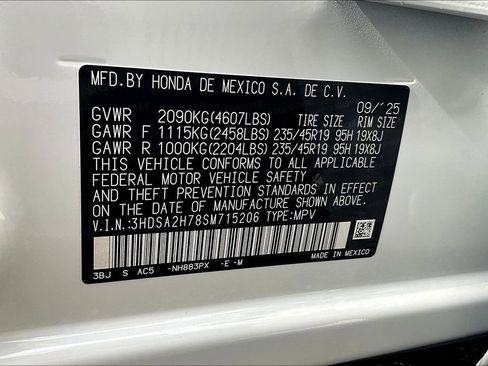 MFD.BY HONDA DE MEXICO S.A. DE C.V.
09/'25
GVWR 2090KG(4607LBS) TIRE SIZE RIM SIZE
GAWR F 1115KG(2458LBS) 235/45R19 95H 19X8J
GAWR R 1000KG(2204LBS) 235/45R19 95H 19X8J
THIS VEHICLE CONFORMS TO ALL APPLICABLE
FEDERAL MOTOR VEHICLE SAFETY
AND THEFT PREVENTION STANDARDS IN EFFECT
ON THE DATE OF MANUFACTURE SHOWN ABOVE.
V.I.N.:3HDSA2H78SM715206 TYPE:MPV
3BJ S AC5 -NH883PX -E -M MADE IN MEXICO